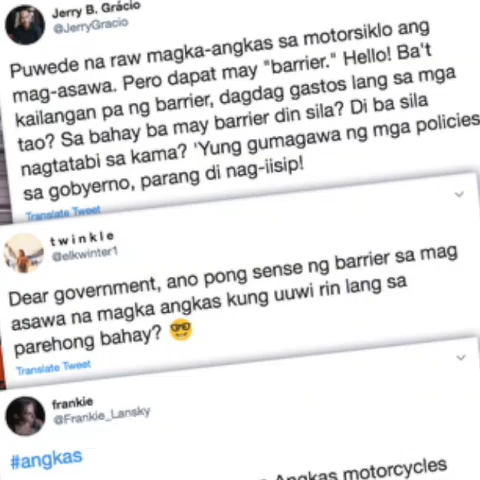 Jerry B. Grácio
@JerryGracio
Puwede na raw magka-angkas sa motorsiklo ang
mag-asawa. Pero dapat may "barrier." Hello! Ba't
kailangan pa ng barrier, dagdag gastos lang sa mga
tao? Sa bahay ba may barrier din sila? Di ba sila
nagtatabi sa kama? 'Yung gumagawa ng mga policies
sa gobyerno, parang di nag-iisip!
Translate Tweet
twinkle
@elkwinter1
Dear government, ano pong sense ng barrier sa mag
asawa na magka angkas kung uuwi rin lang sa
parehong bahay? 🤓
Translate Tweet
frankie
@Frankie_Lansky
#angkas
Angkas motorcycles